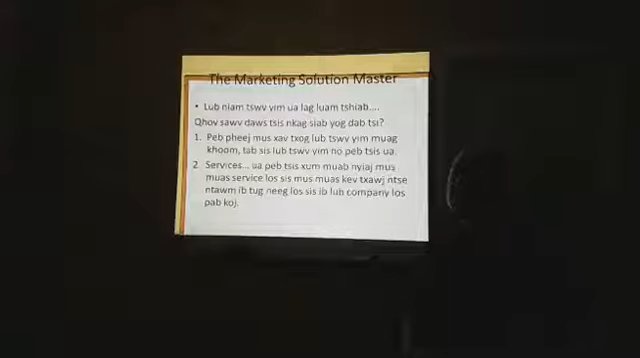 The Marketing Solution Master
• Lub niam tswv yim ua lag luam tshiab....
Qhov sawv daws tsis nkag siab yog dab tsi?
1. Peb pheej mus xav txog lub tswv yim muag
khoom, tab sis lub tswv yim no peb tsis ua.
2. Services... ua peb tsis xum muab nyiaj mus
muas service los sis mus muas kev txawj ntse
ntawm ib tug neeg los sis ib lub company los
pab koj.